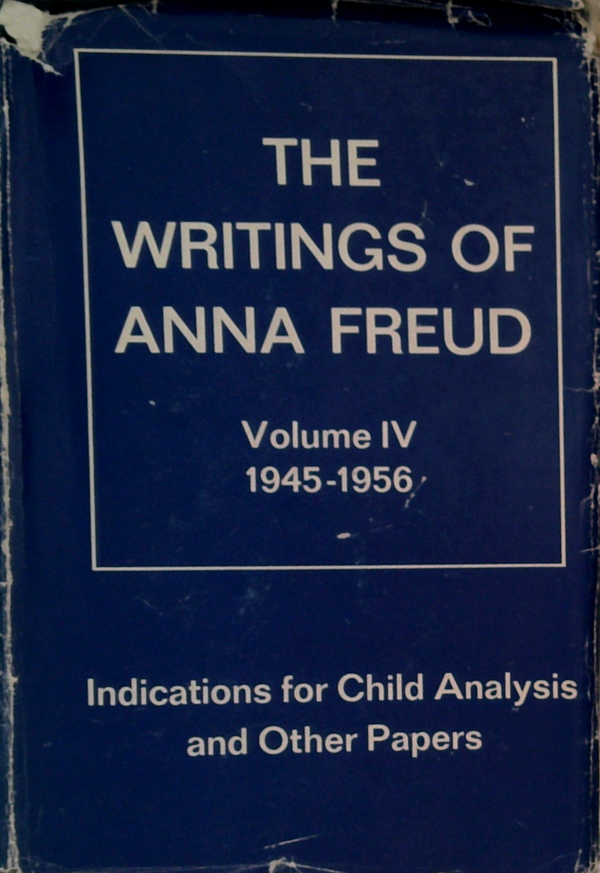 THE
WRITINGS OF
ANNA FREUD
Volume IV
1945-1956
Indications for Child Analysis
and Other Papers